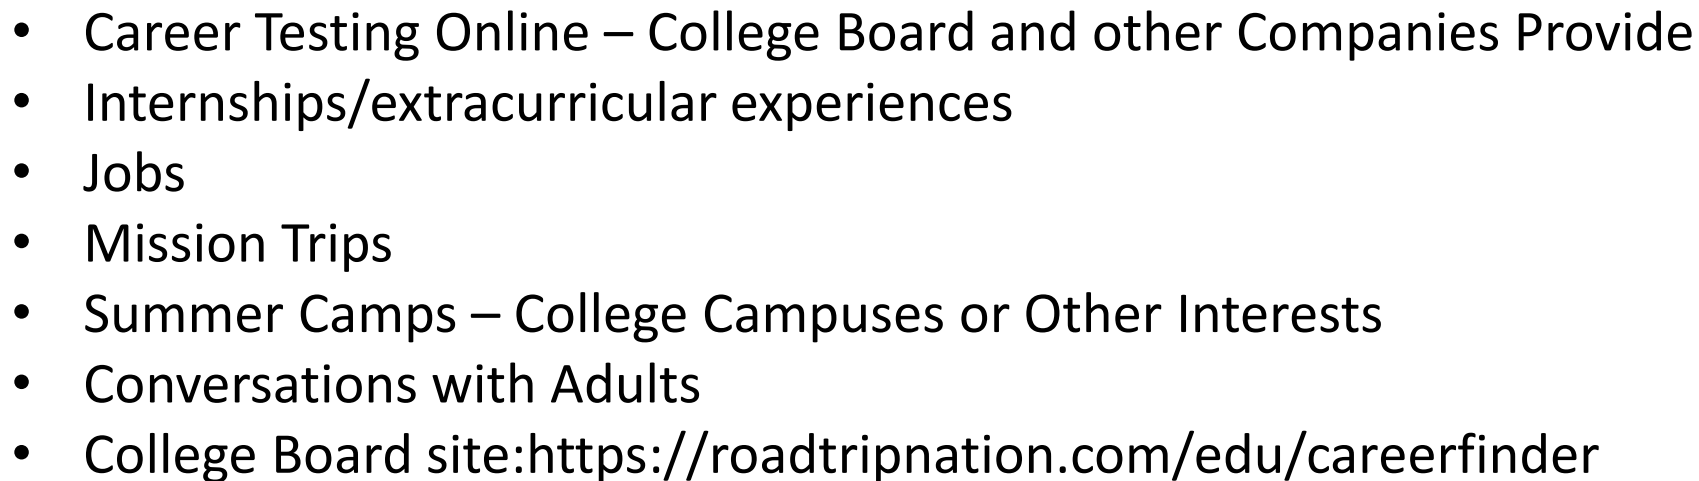 • Career Testing Online – College Board and other Companies Provide
• Internships/extracurricular experiences
• Jobs
• Mission Trips
• Summer Camps – College Campuses or Other Interests
• Conversations with Adults
• College Board site:https://roadtripnation.com/edu/careerfinder